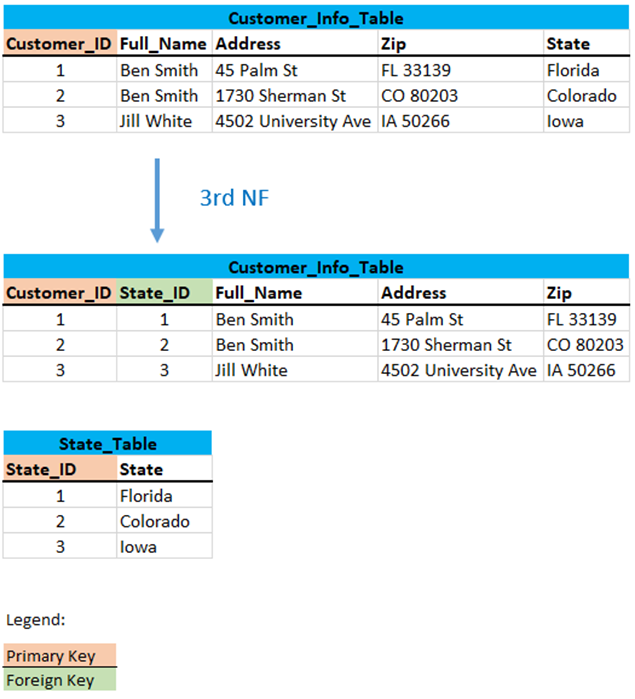 Customer_Info_Table
Customer_ID Full_Name Address Zip State
1 Ben Smith 45 Palm St FL 33139 Florida
2 Ben Smith 1730 Sherman St CO 80203 Colorado
3 Jill White 4502 University Ave IA 50266 Iowa
3rd NF
Customer_Info_Table
Customer_ID State_ID Full_Name Address Zip
1 1 Ben Smith 45 Palm St FL 33139
2 2 Ben Smith 1730 Sherman St CO 80203
3 3 Jill White 4502 University Ave IA 50266
State_Table
State_ID State
1 Florida
2 Colorado
3 Iowa
Legend:
Primary Key
Foreign Key